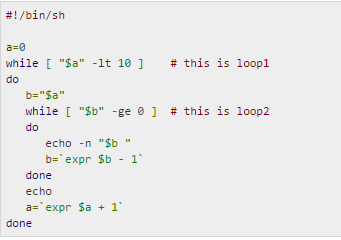 #!/bin/sh

a=0
while [ "$a" -lt 10 ]    # this is loop1
do
   b="$a"
   while [ "$b" -ge 0 ]  # this is loop2
   do
      echo -n "$b "
      b=`expr $b - 1`
   done
   echo
   a=`expr $a + 1`
done